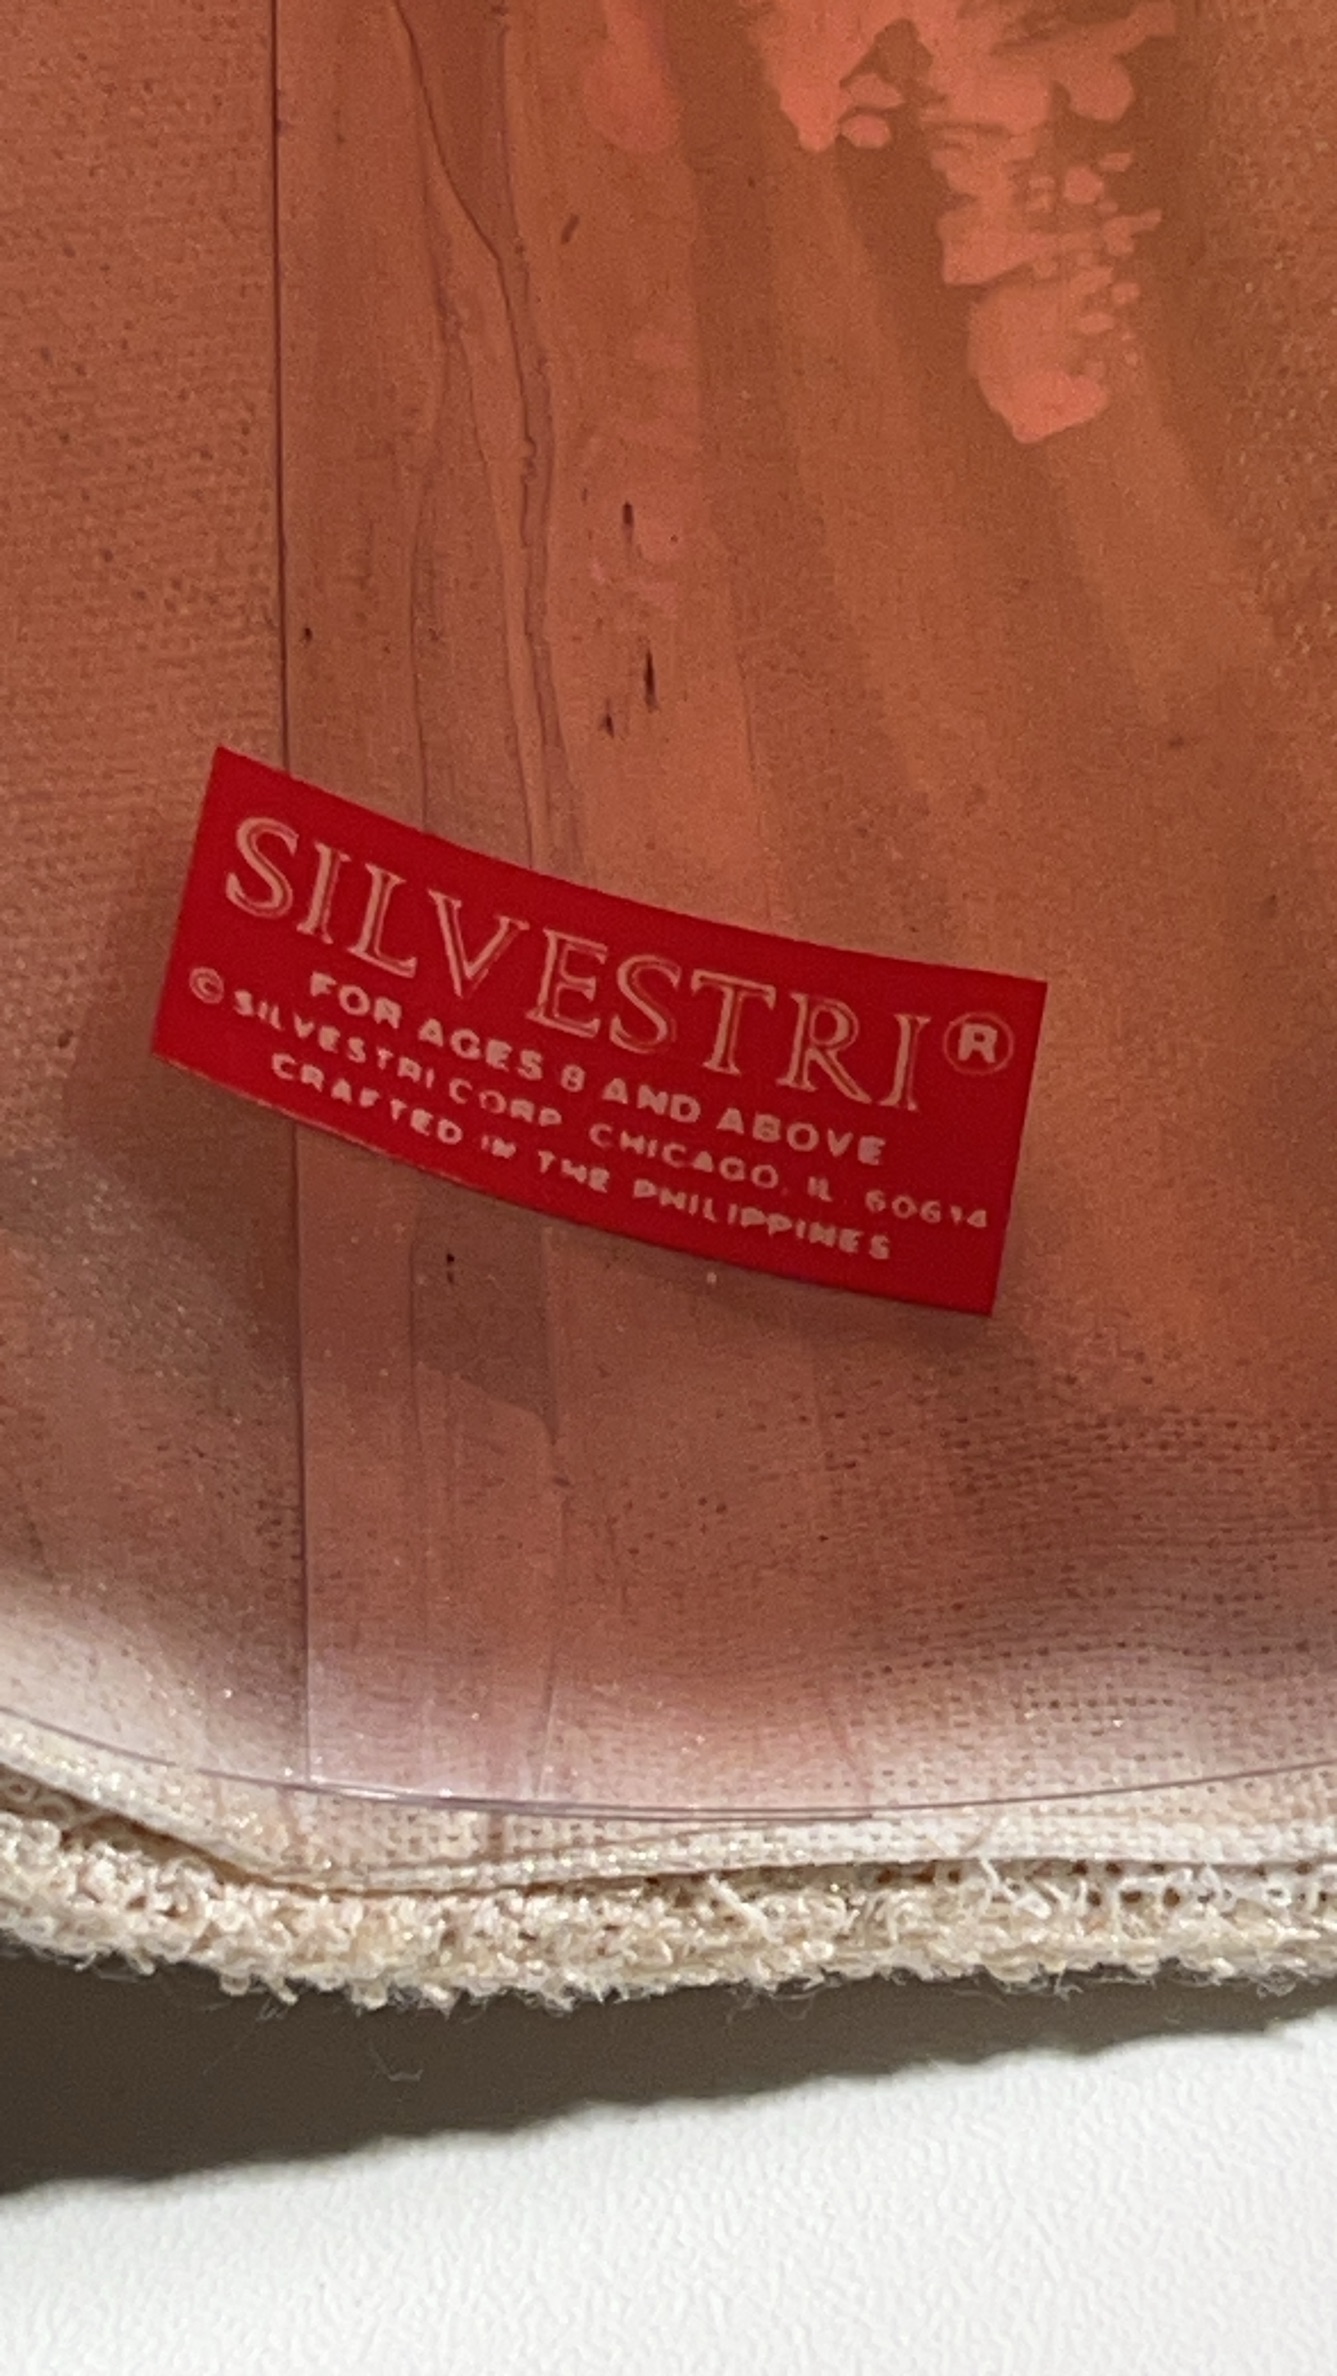 SILVESTRI®
FOR AGES 8 AND ABOVE
© SILVESTRI CORP. CHICAGO, IL 60614
CRAFTED IN THE PHILIPPINES